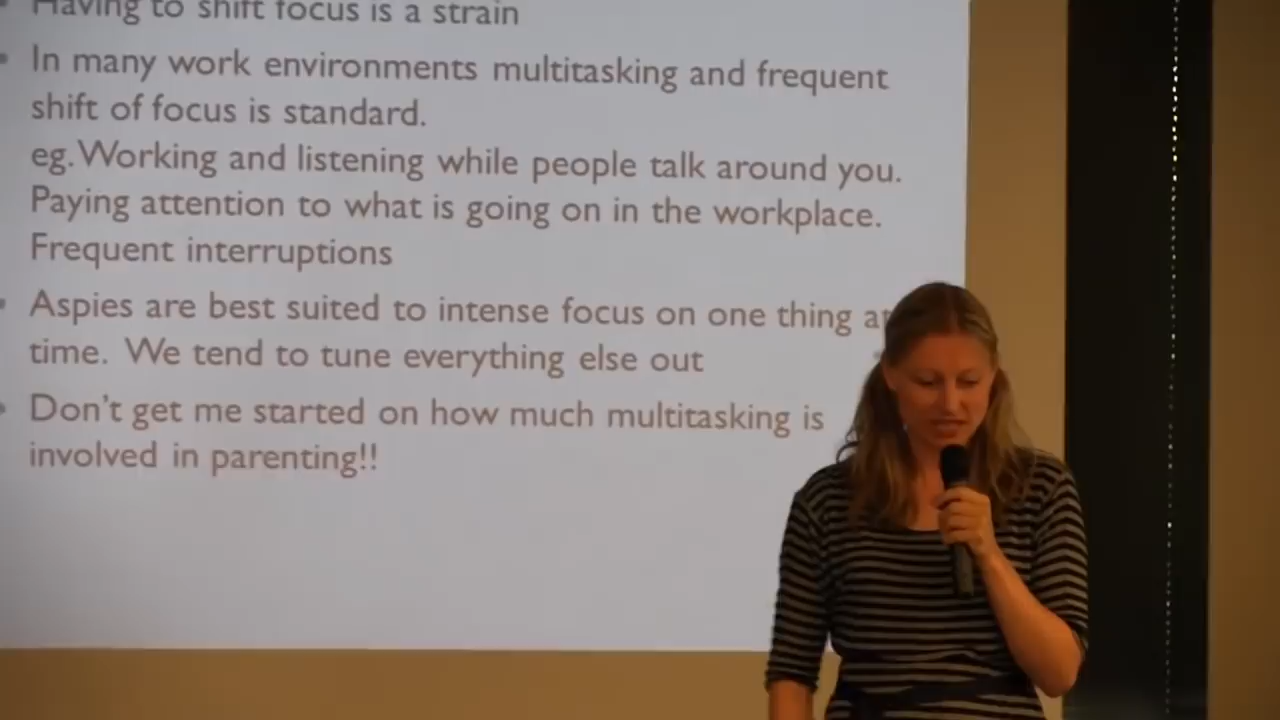 Having to shift focus is a strain
In many work environments multitasking and frequent
shift of focus is standard.
eg. Working and listening while people talk around you.
Paying attention to what is going on in the workplace.
Frequent interruptions
Aspies are best suited to intense focus on one thing
time. We tend to tune everything else out
Don't get me started on how much multitasking is
involved in parenting!!